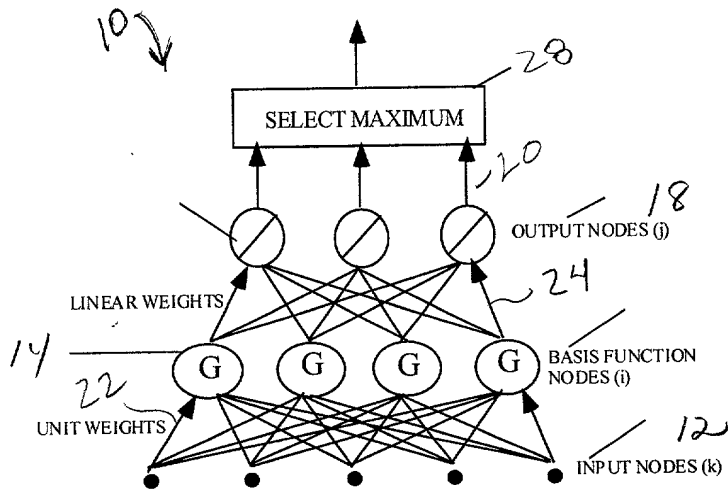 10
28
SELECT MAXIMUM
20
18
OUTPUT NODES (j)
LINEAR WEIGHTS
24
14
G G G G
BASIS FUNCTION
NODES (i)
22
UNIT WEIGHTS
12
INPUT NODES (k)